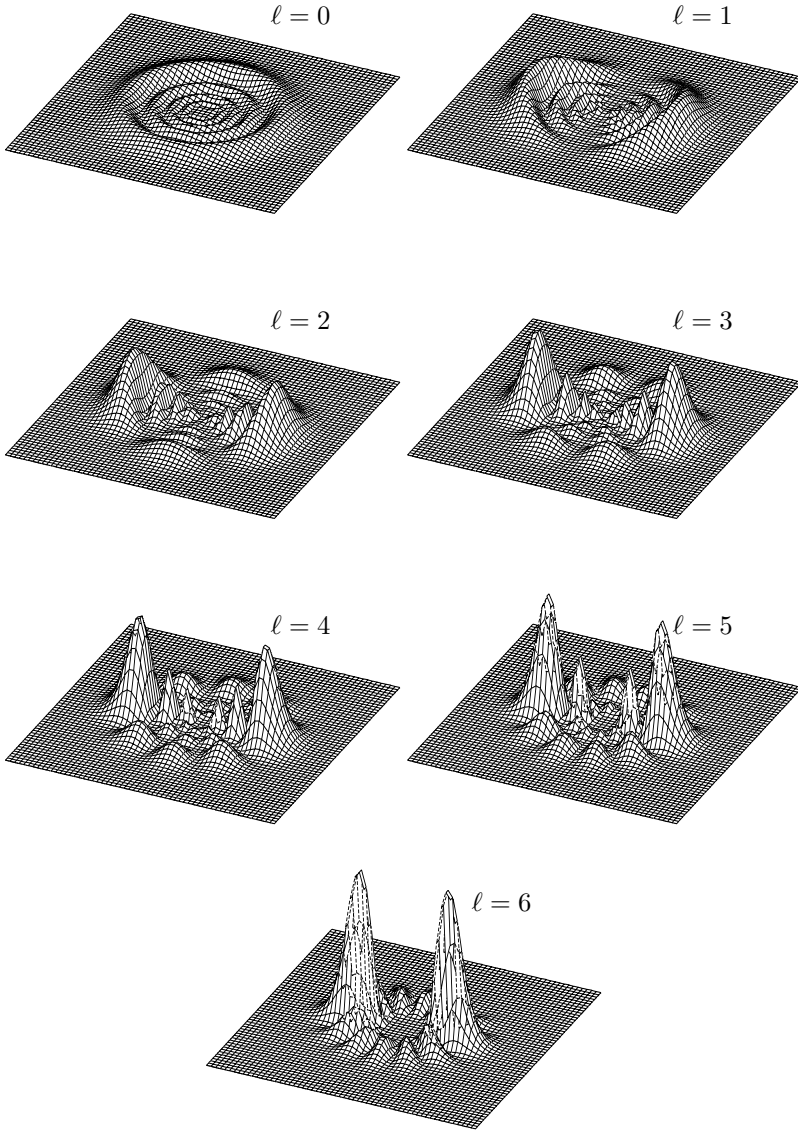 ℓ = 0
ℓ = 1
ℓ = 2
ℓ = 3
ℓ = 4
ℓ = 5
ℓ = 6